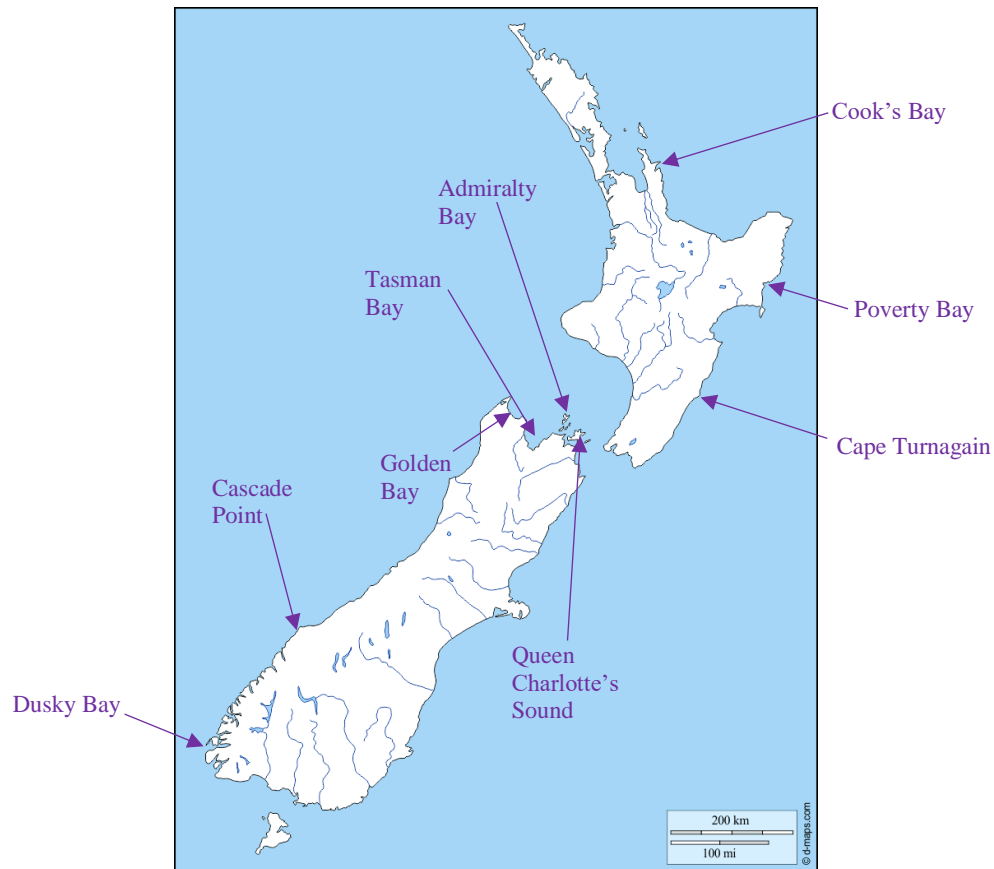 Cook’s Bay
Admiralty
Bay
Tasman
Bay
Poverty Bay
Cape Turnagain
Golden
Bay
Cascade
Point
Queen
Charlotte’s
Sound
Dusky Bay
200 km
100 mi
© d-maps.com